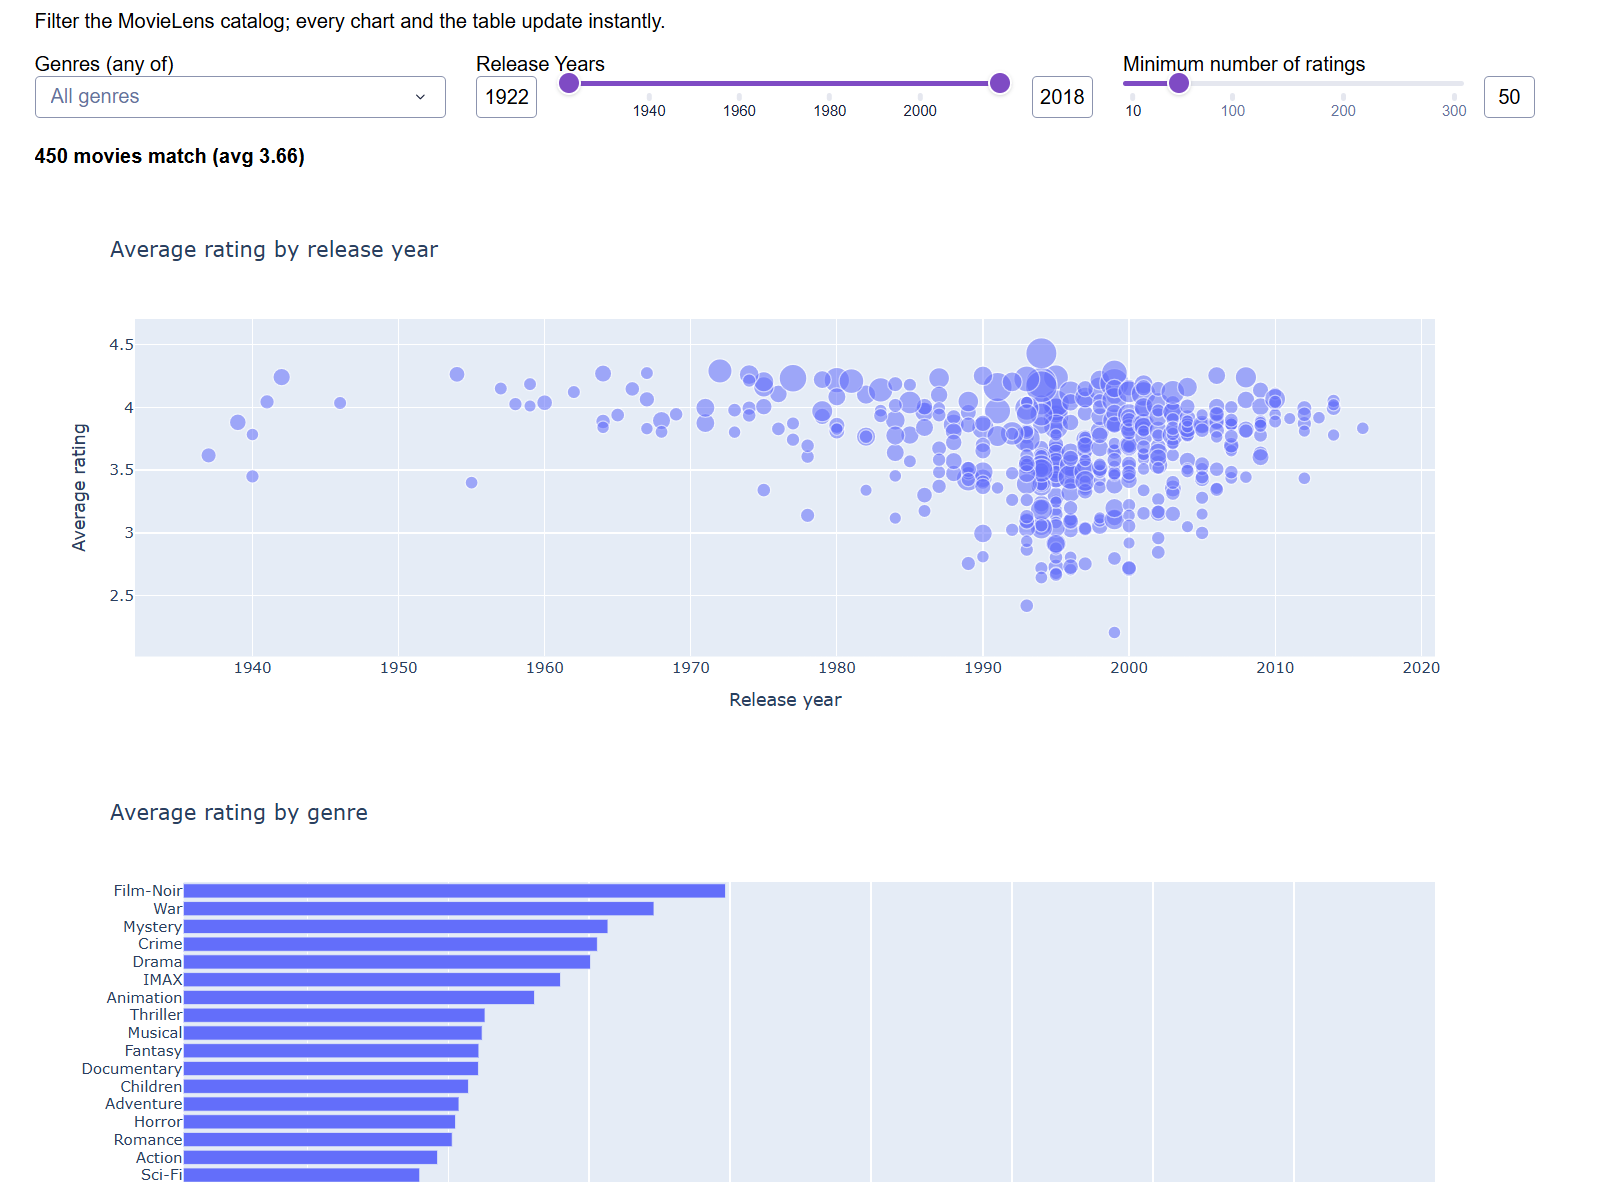 Filter the MovieLens catalog; every chart and the table update instantly.
Genres (any of)
All genres
Release Years
1922
1940 1960 1980 2000
2018
Minimum number of ratings
10 100 200 300
50
450 movies match (avg 3.66)
Average rating by release year
4.5
4
3.5
3
2.5
Average rating
1940 1950 1960 1970 1980 1990 2000 2010 2020
Release year
Average rating by genre
Film-Noir
War
Mystery
Crime
Drama
IMAX
Animation
Thriller
Musical
Fantasy
Documentary
Children
Adventure
Horror
Romance
Action
Sci-Fi